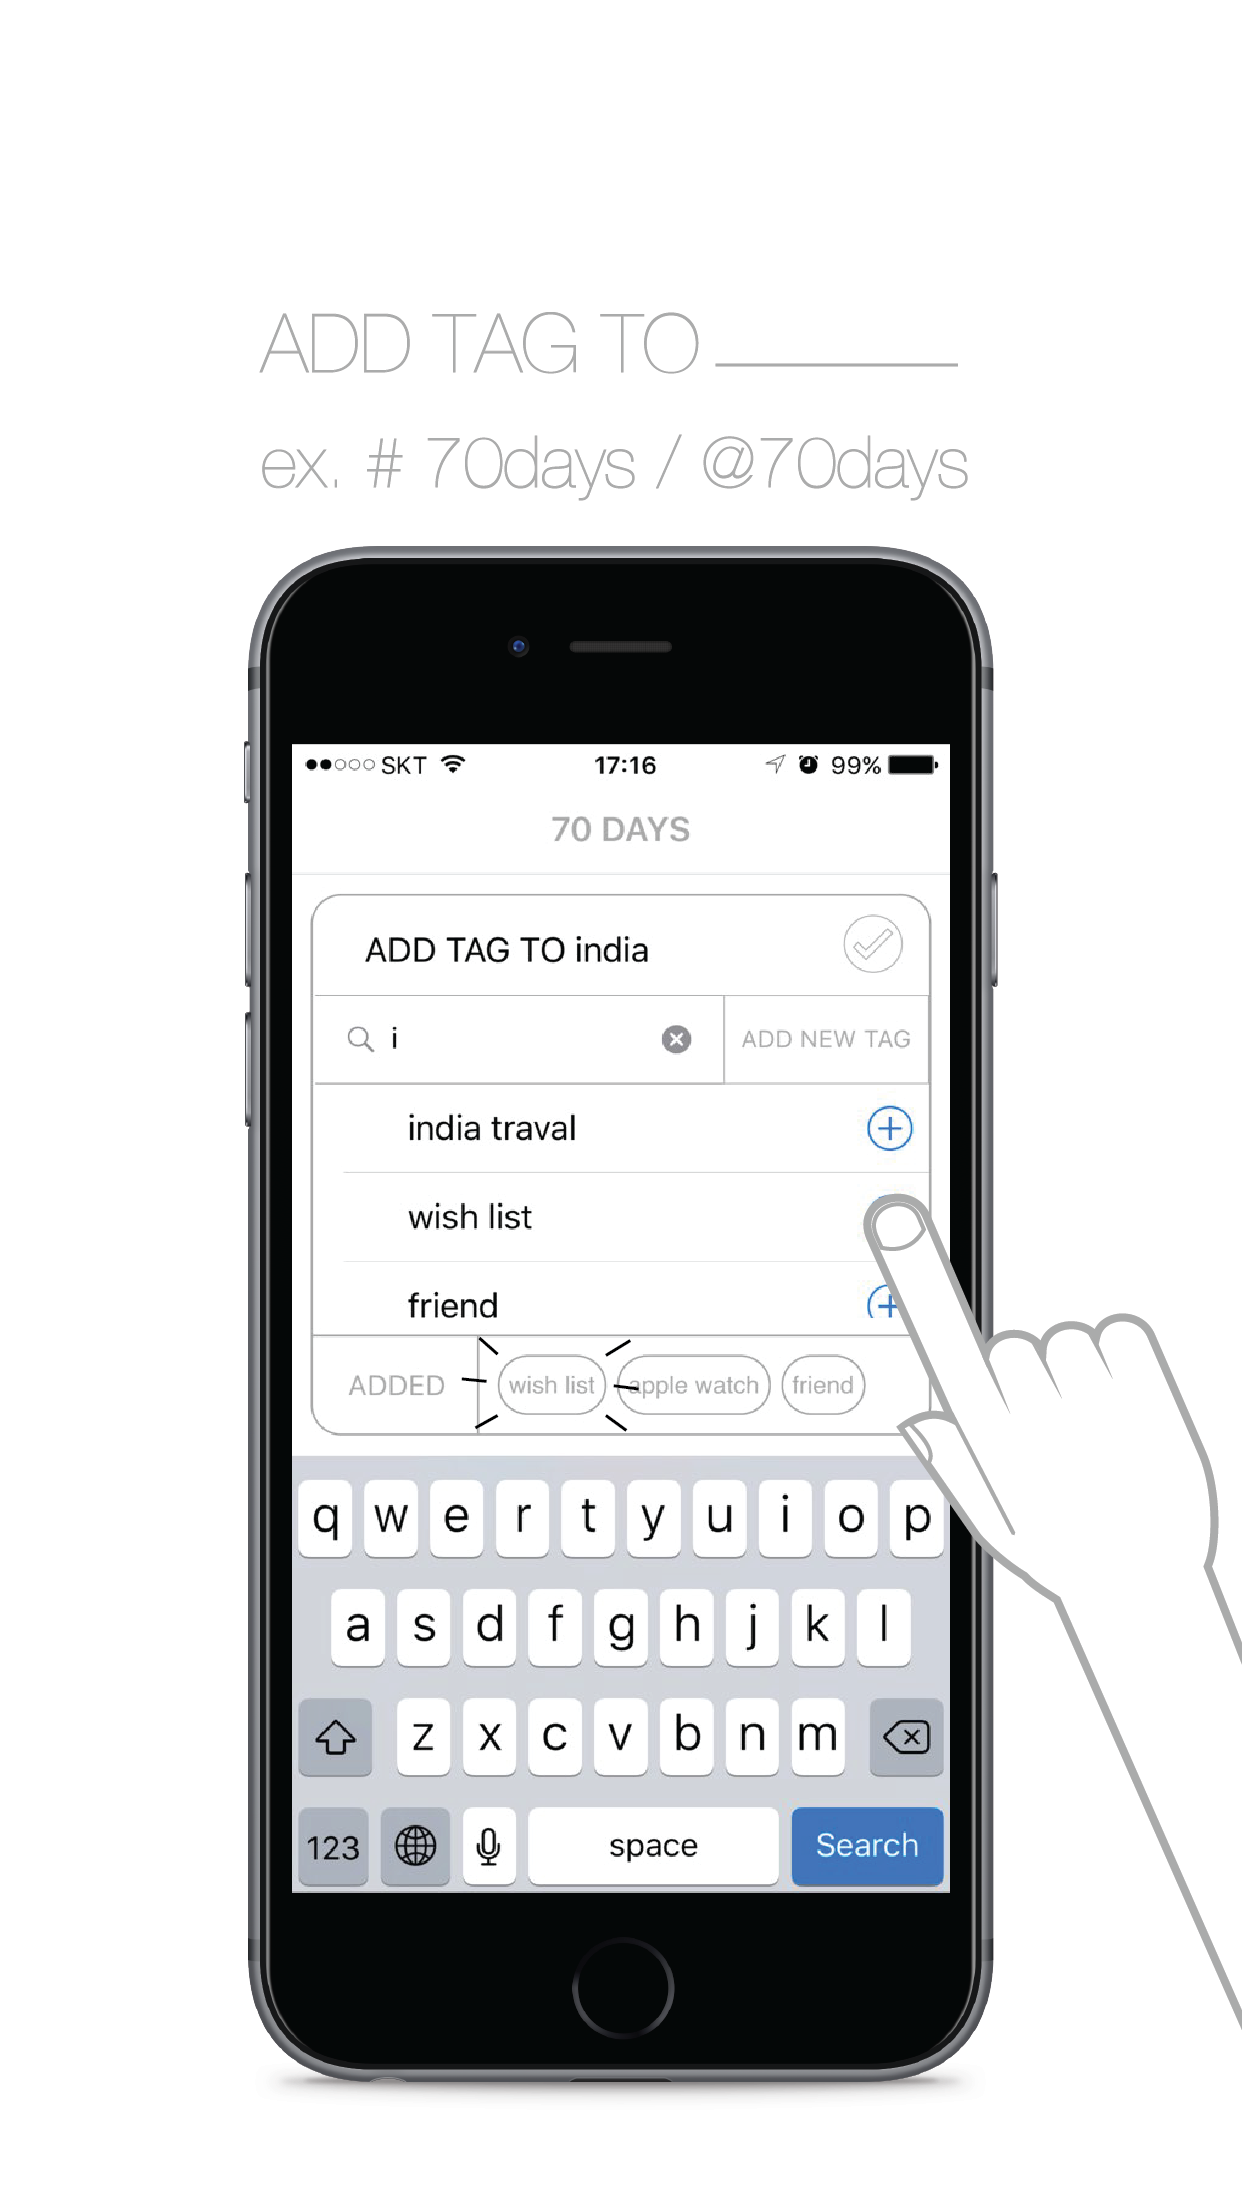 ADD TAG TO ______
ex. # 70days / @70days
SKT 17:16 99%
70 DAYS
ADD TAG TO india
i ADD NEW TAG
india traval
wish list
friend
ADDED wish list apple watch friend
q w e r t y u i o p
a s d f g h j k l
z x c v b n m
123 space Search